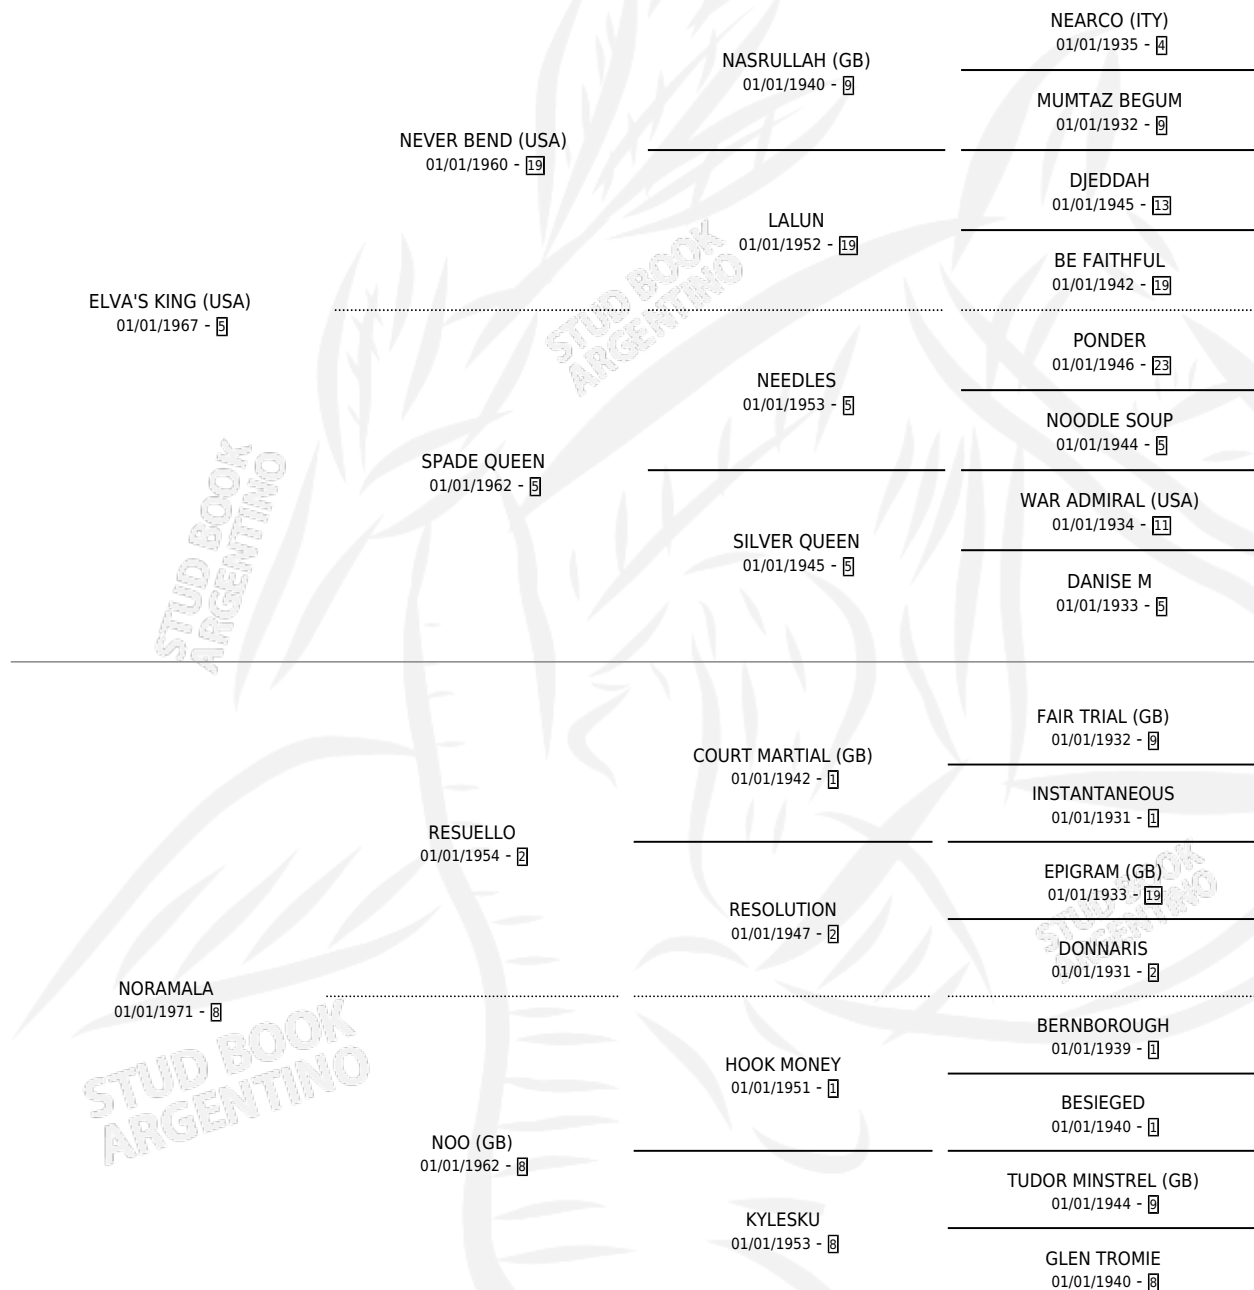 NEARCO (ITY)
01/01/1935 - 4
NASRULLAH (GB)
01/01/1940 - 9
MUMTAZ BEGUM
01/01/1932 - 9
NEVER BEND (USA)
01/01/1960 - 19
DJEDDAH
01/01/1945 - 13
LALUN
01/01/1952 - 19
BE FAITHFUL
01/01/1942 - 19
ELVA'S KING (USA)
01/01/1967 - 5
PONDER
01/01/1946 - 23
NEEDLES
01/01/1953 - 5
NOODLE SOUP
01/01/1944 - 5
SPADE QUEEN
01/01/1962 - 5
WAR ADMIRAL (USA)
01/01/1934 - 11
SILVER QUEEN
01/01/1945 - 5
DANISE M
01/01/1933 - 5
FAIR TRIAL (GB)
01/01/1932 - 9
COURT MARTIAL (GB)
01/01/1942 - 1
INSTANTANEOUS
01/01/1931 - 1
RESUELLO
01/01/1954 - 2
EPIGRAM (GB)
01/01/1933 - 19
RESOLUTION
01/01/1947 - 2
DONNARIS
01/01/1931 - 2
NORAMALA
01/01/1971 - 8
BERNBOROUGH
01/01/1939 - 1
HOOK MONEY
01/01/1951 - 1
BESIEGED
01/01/1940 - 1
NOO (GB)
01/01/1962 - 8
TUDOR MINSTREL (GB)
01/01/1944 - 9
KYLESKU
01/01/1953 - 8
GLEN TROMIE
01/01/1940 - 8
STUD BOOK
ARGENTINO
STUD BOOK
ARGENTINO
STUD BOOK
ARGENTINO
STUD BOOK
ARGENTINO